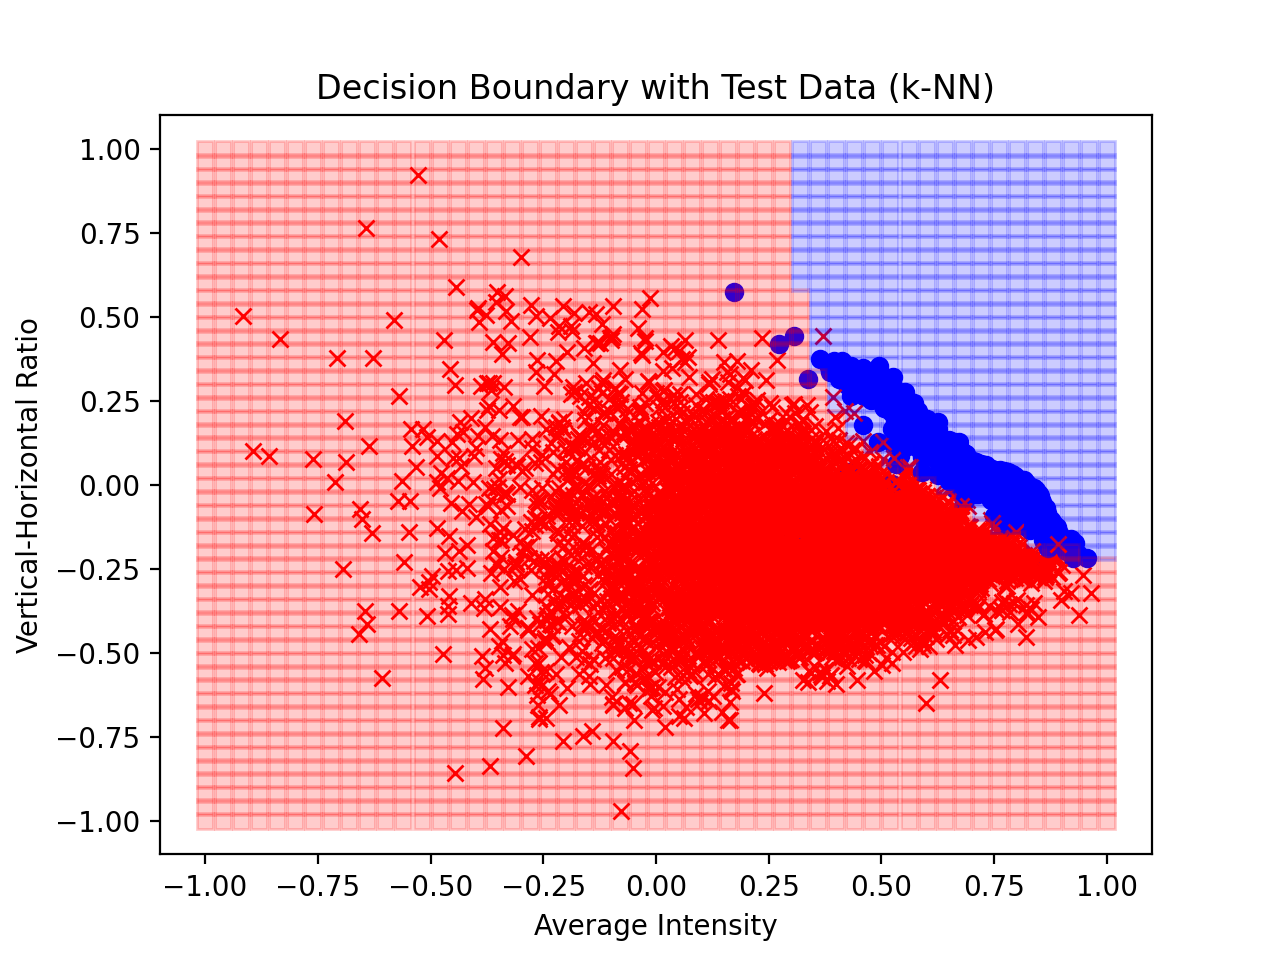 Decision Boundary with Test Data (k-NN)
1.00
0.75
0.50
0.25
0.00
−0.25
−0.50
−0.75
−1.00
Vertical-Horizontal Ratio
−1.00 −0.75 −0.50 −0.25 0.00 0.25 0.50 0.75 1.00
Average Intensity